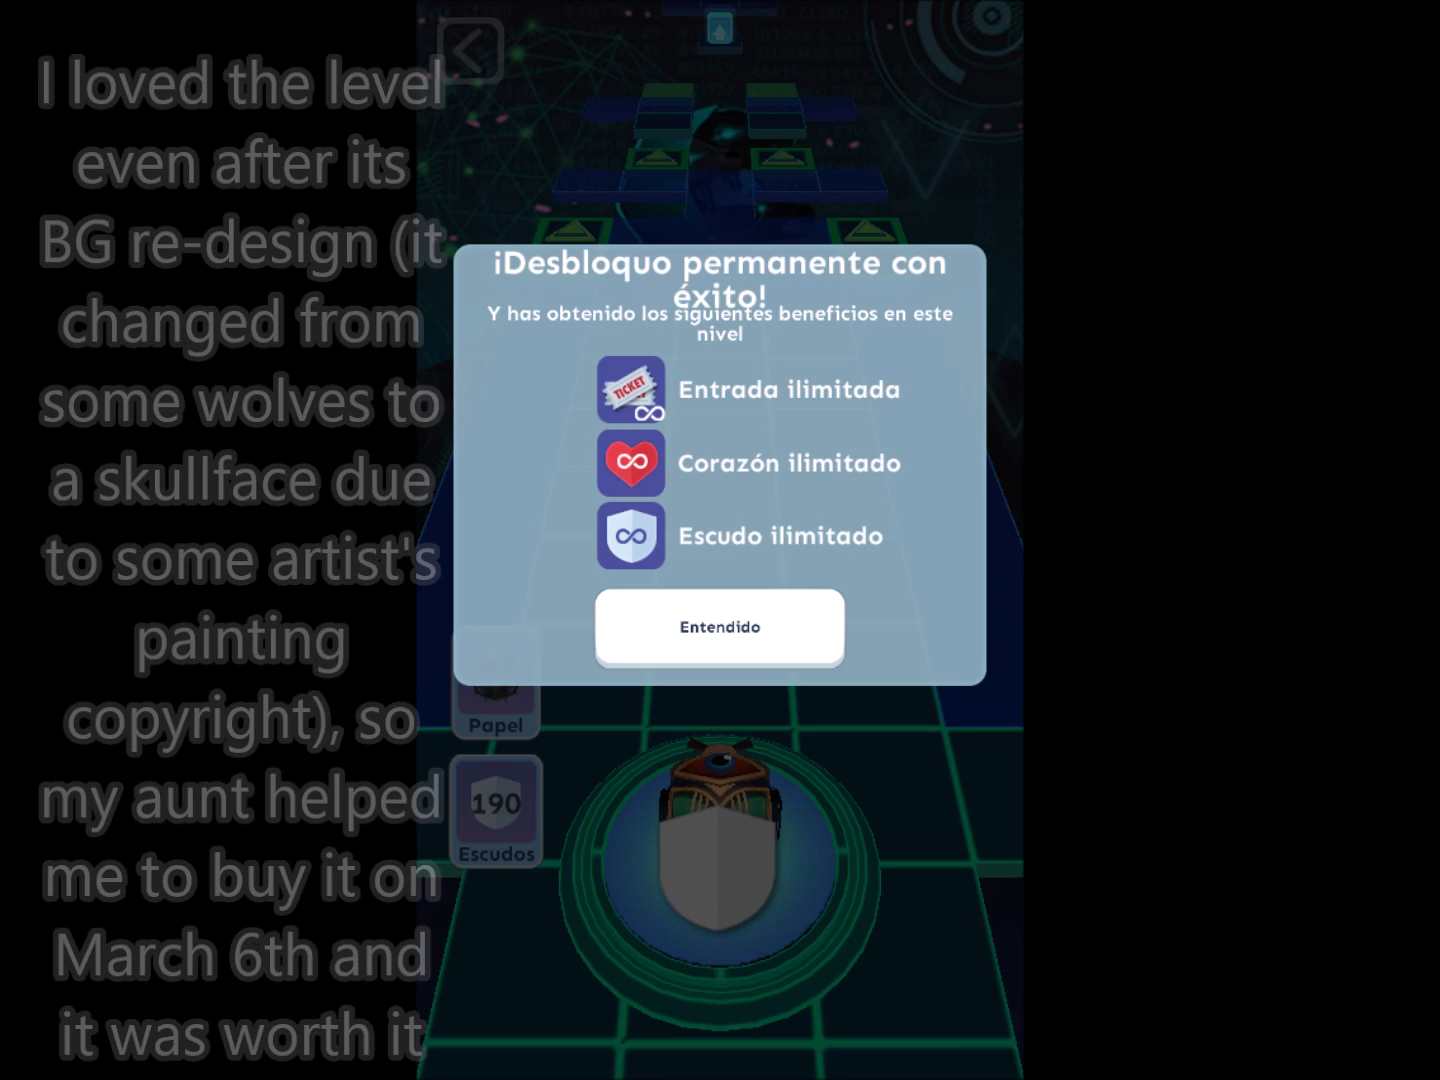 I loved the level
even after its
BG re-design (it
changed from
some wolves to
a skullface due
to some artist's
painting
copyright), so
my aunt helped
me to buy it on
March 6th and
it was worth it
¡Desbloquo permanente con
éxito!
Y has obtenido los siguientes beneficios en este
nivel
TICKET
Entrada ilimitada
Corazón ilimitado
Escudo ilimitado
Entendido
Papel
190
Escudos